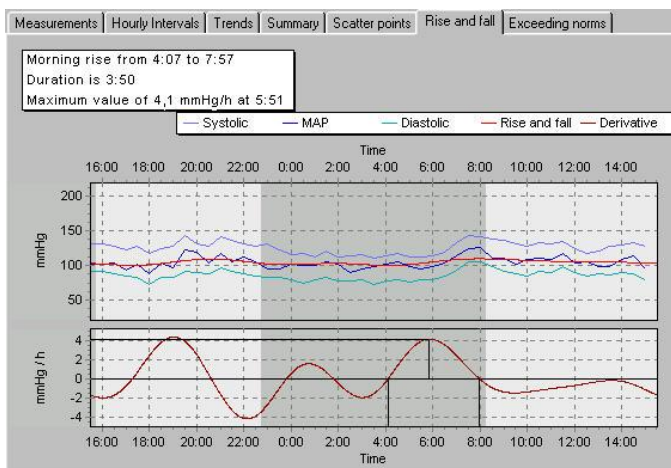 Measurements Hourly Intervals Trends Summary Scatter points Rise and fall Exceeding norms
Morning rise from 4:07 to 7:57
Duration is 3:50
Maximum value of 4,1 mmHg/h at 5:51
Systolic MAP Diastolic Rise and fall Derivative
Time
16:00 18:00 20:00 22:00 0:00 2:00 4:00 6:00 8:00 10:00 12:00 14:00
200
150
100
50
mmHg
4
2
0
-2
-4
mmHg / h
16:00 18:00 20:00 22:00 0:00 2:00 4:00 6:00 8:00 10:00 12:00 14:00
Time